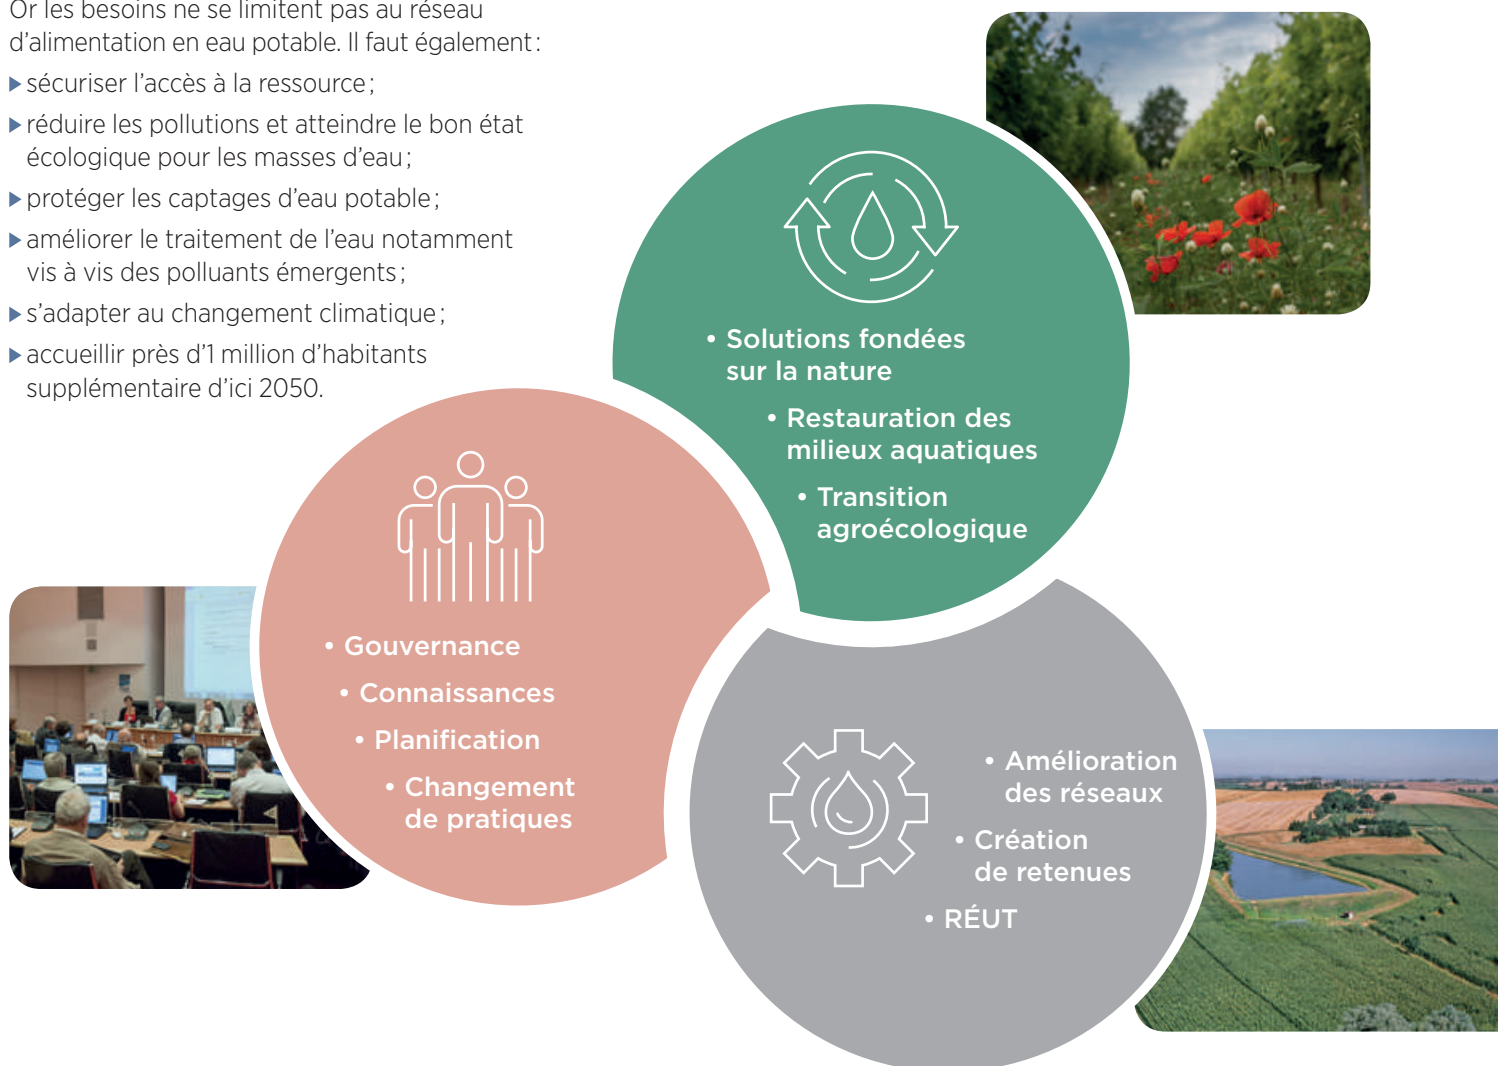 Or les besoins ne se limitent pas au réseau
d'alimentation en eau potable. Il faut également :
▶ sécuriser l'accès à la ressource ;
▶ réduire les pollutions et atteindre le bon état
écologique pour les masses d'eau ;
▶ protéger les captages d'eau potable ;
▶ améliorer le traitement de l'eau notamment
vis à vis des polluants émergents ;
▶ s'adapter au changement climatique ;
▶ accueillir près d'1 million d'habitants
supplémentaire d'ici 2050.
• Solutions fondées
sur la nature
• Restauration des
milieux aquatiques
• Transition
agroécologique
• Gouvernance
• Connaissances
• Planification
• Changement
de pratiques
• Amélioration
des réseaux
• Création
de retenues
• RÉUT